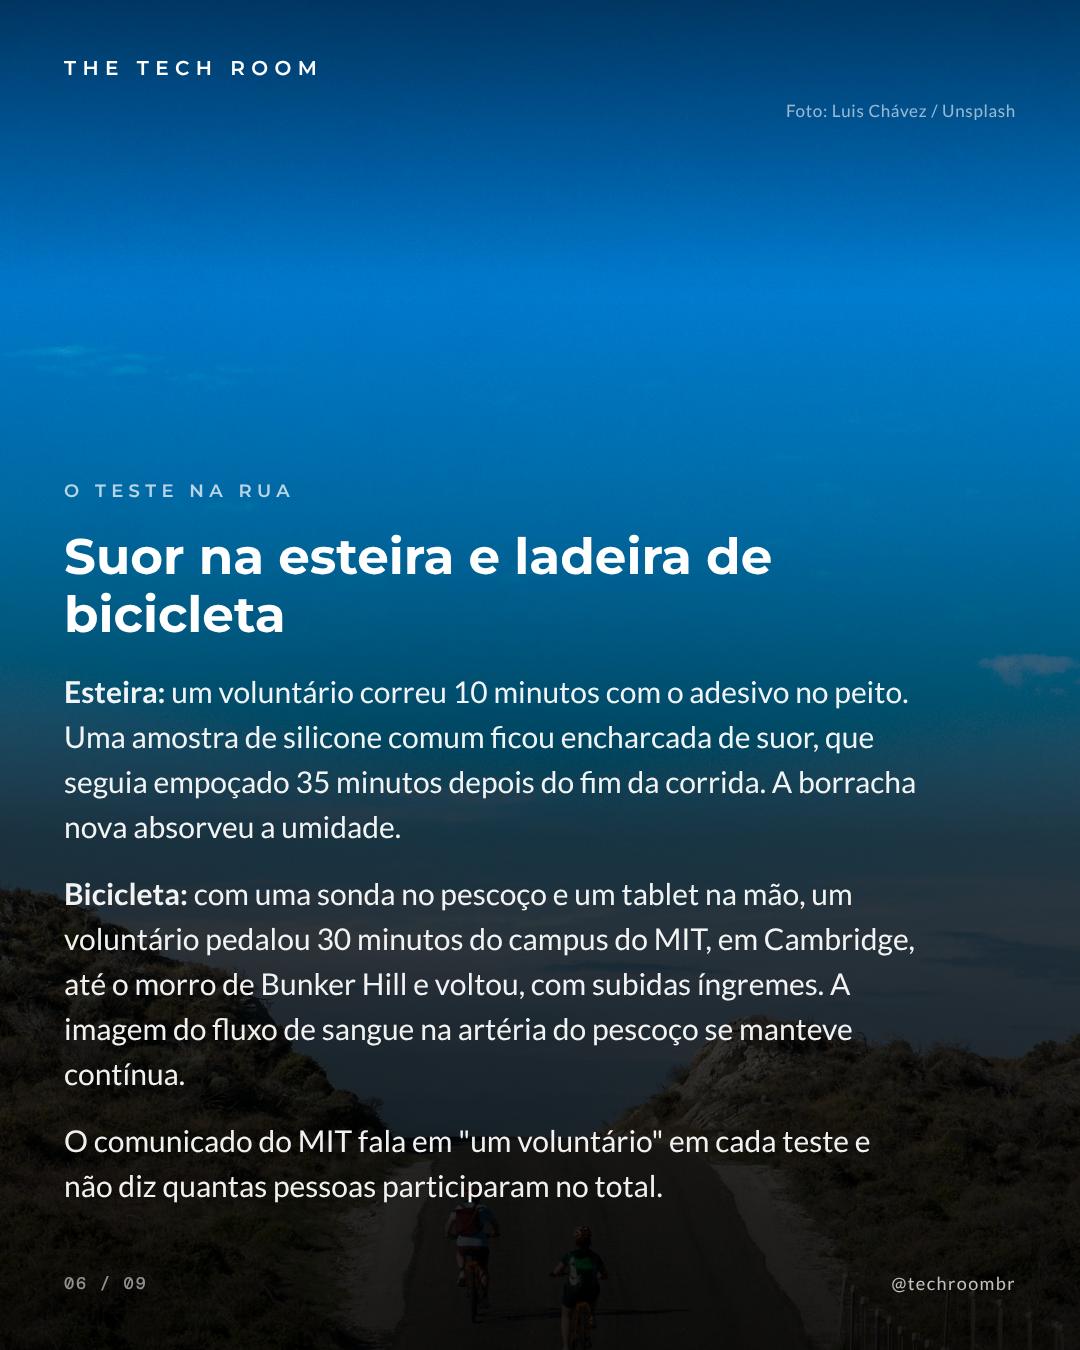 THE TECH ROOM
Foto: Luis Chávez / Unsplash
O TESTE NA RUA
Suor na esteira e ladeira de
bicicleta
Esteira: um voluntário correu 10 minutos com o adesivo no peito.
Uma amostra de silicone comum ficou encharcada de suor, que
seguia empoçado 35 minutos depois do fim da corrida. A borracha
nova absorveu a umidade.
Bicicleta: com uma sonda no pescoço e um tablet na mão, um
voluntário pedalou 30 minutos do campus do MIT, em Cambridge,
até o morro de Bunker Hill e voltou, com subidas íngremes. A
imagem do fluxo de sangue na artéria do pescoço se manteve
contínua.
O comunicado do MIT fala em "um voluntário" em cada teste e
não diz quantas pessoas participaram no total.
06 / 09
@techroombr